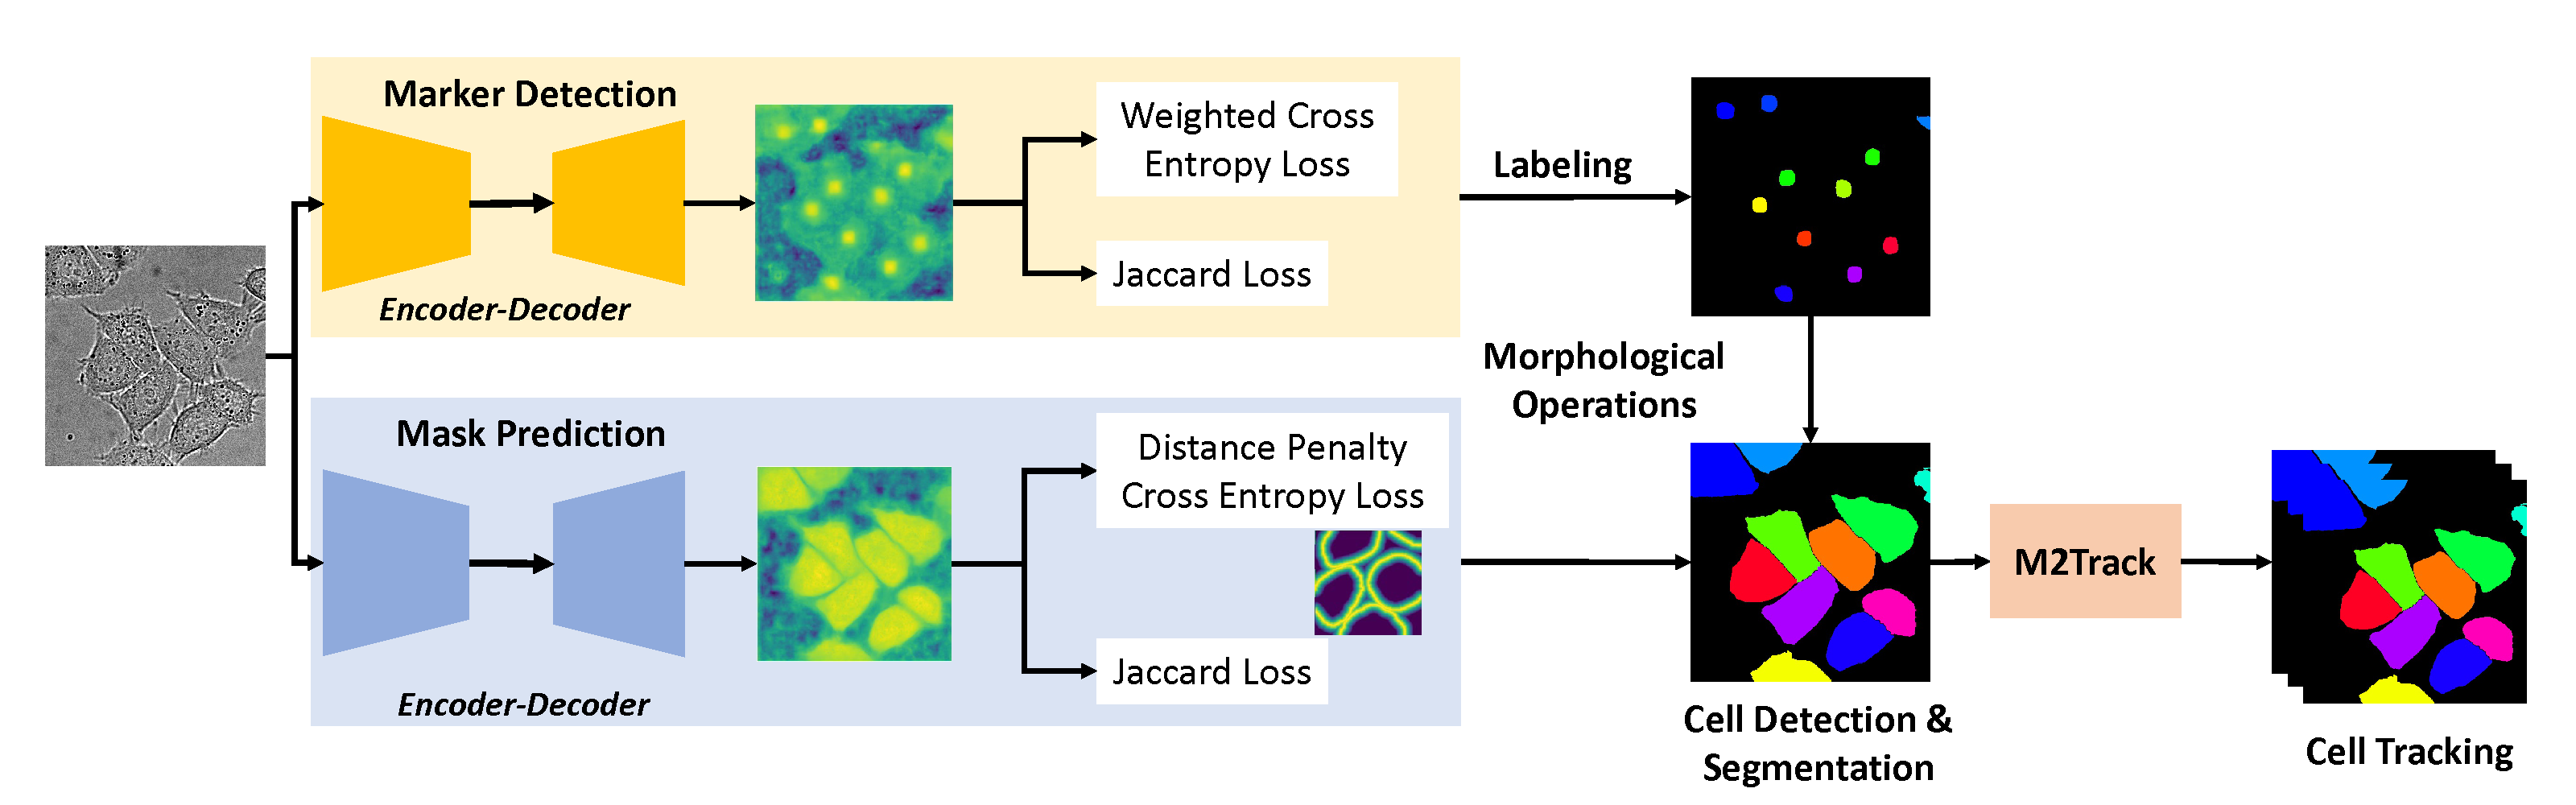 Marker Detection
Encoder-Decoder
Weighted Cross
Entropy Loss
Jaccard Loss
Labeling
Morphological
Operations
Mask Prediction
Encoder-Decoder
Distance Penalty
Cross Entropy Loss
Jaccard Loss
Cell Detection &
Segmentation
M2Track
Cell Tracking